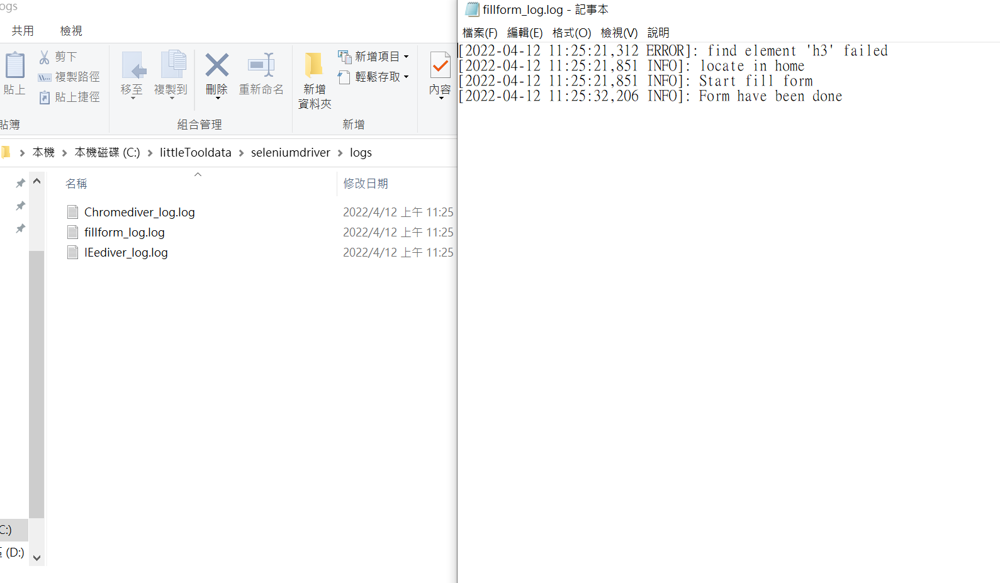 ogs
共用 檢視
貼上
剪下
複製路徑
貼上捷徑
貼簿
移至
複製到
刪除
重新命名
組合管理
新增
資料夾
新增項目
輕鬆存取
新增
內容
本機 本機磁碟 (C:) littleTooldata seleniumdriver logs
名稱 修改日期
Chromediver_log.log 2022/4/12 上午 11:25
fillform_log.log 2022/4/12 上午 11:25
IEediver_log.log 2022/4/12 上午 11:25
C:)
(D:)
fillform_log.log - 記事本
檔案(F) 編輯(E) 格式(O) 檢視(V) 說明
[2022-04-12 11:25:21,312 ERROR]: find element 'h3' failed
[2022-04-12 11:25:21,851 INFO]: locate in home
[2022-04-12 11:25:21,851 INFO]: Start fill form
[2022-04-12 11:25:32,206 INFO]: Form have been done